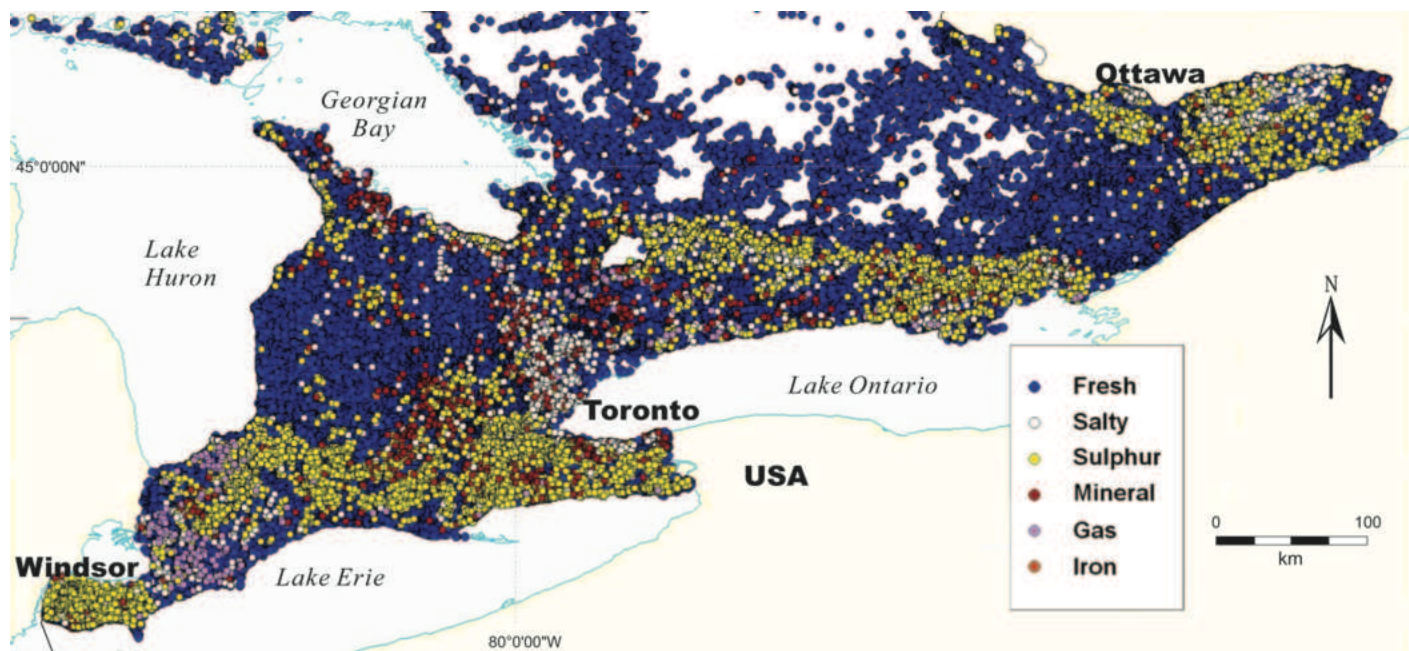 Georgian
Bay
Ottawa
45°0'00N"
Lake
Huron
N
Lake Ontario
Toronto
USA
Windsor
Lake Erie
80°0'00"W
Fresh
Salty
Sulphur
Mineral
Gas
Iron
0 100
km